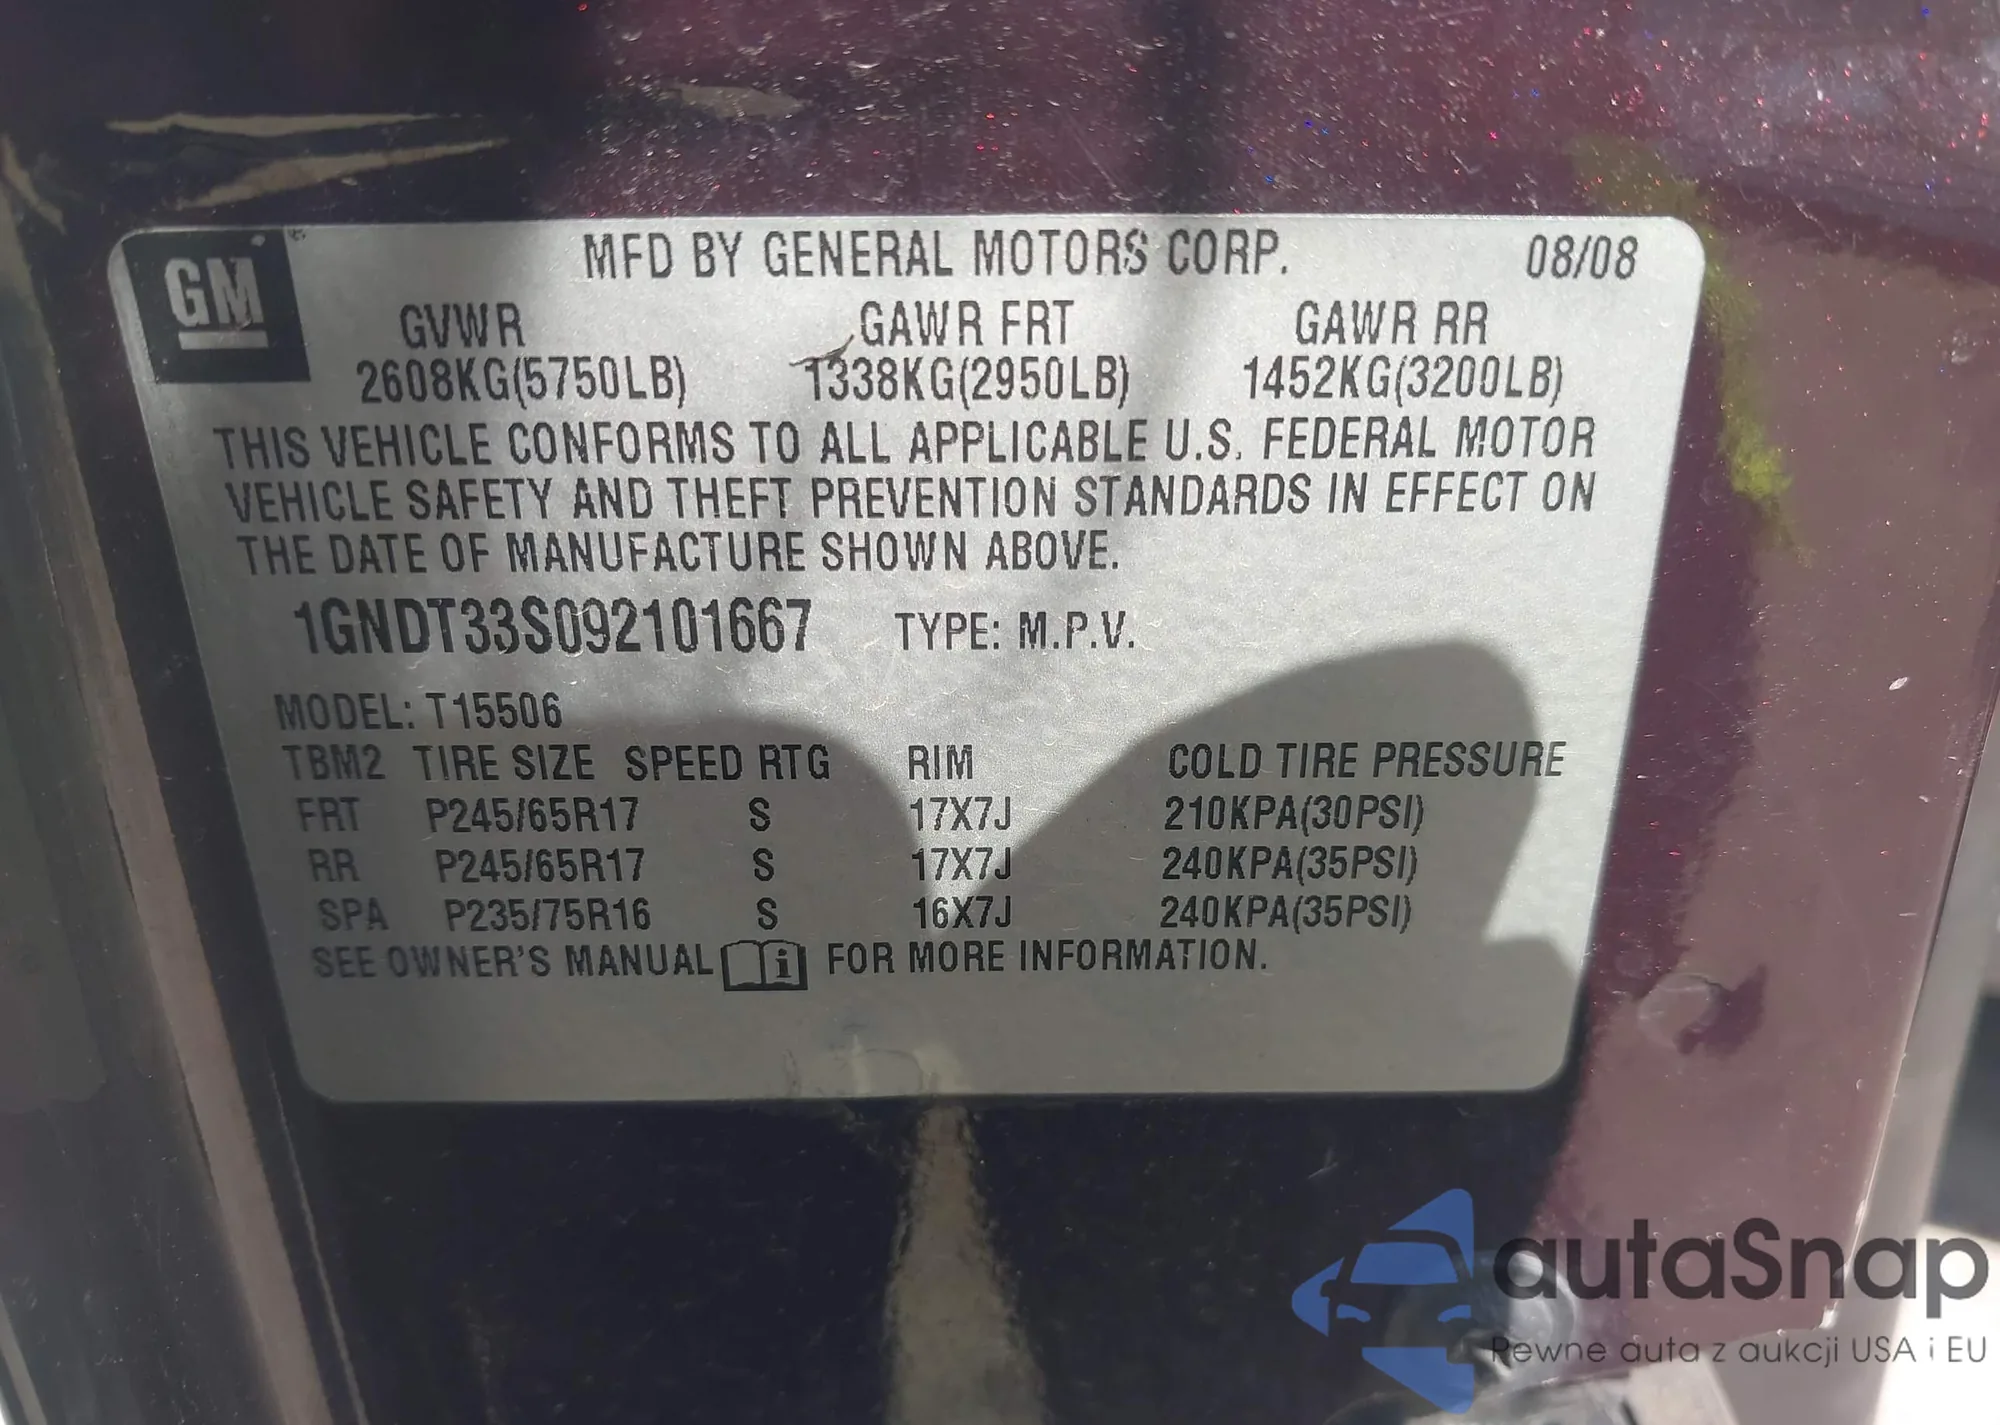 GM
MFD BY GENERAL MOTORS CORP. 08/08
GVWR GAWR FRT GAWR RR
2608KG(5750LB) 1338KG(2950LB) 1452KG(3200LB)
THIS VEHICLE CONFORMS TO ALL APPLICABLE U.S. FEDERAL MOTOR
VEHICLE SAFETY AND THEFT PREVENTION STANDARDS IN EFFECT ON
THE DATE OF MANUFACTURE SHOWN ABOVE.
1GNDT33S092101667 TYPE: M.P.V.
MODEL: T15506
TBM2 TIRE SIZE SPEED RTG RIM COLD TIRE PRESSURE
FRT P245/65R17 S 17X7J 210KPA(30PSI)
RR P245/65R17 S 17X7J 240KPA(35PSI)
SPA P235/75R16 S 16X7J 240KPA(35PSI)
SEE OWNER'S MANUAL i FOR MORE INFORMATION.
autaSnap
Pewne auta z aukcji USA i EU